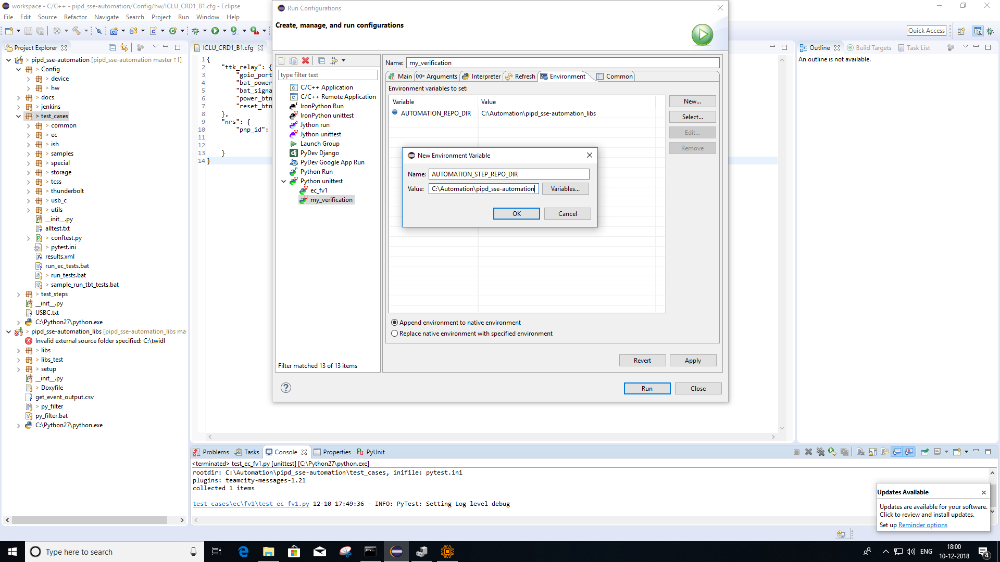 workspace - C/C++ - pipd_sse-automation/Config/hw/ICLU_CRD1_B1.cfg - Eclipse
File Edit Source Refactor Navigate Search Project Run Window Help
Quick Access
Project Explorer
> pipd_sse-automation [pipd_sse-automation master ↑1]
> Config
> device
> hw
> docs
> jenkins
> test_cases
> common
> ec
> ish
> samples
> special
> storage
> tcss
> thunderbolt
> usb_c
> utils
__init__.py
alltest.txt
> conftest.py
> pytest.ini
results.xml
run_ec_tests.bat
> run_tests.bat
> sample_run_tbt_tests.bat
> test_steps
__init__.py
USBC.txt
C:\Python27\python.exe
> pipd_sse-automation_libs [pipd_sse-automation_libs ma
Invalid external source folder specified: C:\twidl
> libs
> libs_test
> setup
__init__.py
> Doxyfile
get_event_output.csv
> py_filter
py_filter.bat
C:\Python27\python.exe
ICLU_CRD1_B1.cfg
1 {
2 "ttk_relay": {
3 "gpio_port
4 "bat_power
5 "bat_signa
6 "power_btn
7 "reset_btn
8 },
9 "nrs": {
10 "pnp_id":
11
12
13 }
14 }
Run Configurations
Create, manage, and run configurations
type filter text
C/C++ Application
C/C++ Remote Application
IronPython Run
IronPython unittest
Jython run
Jython unittest
Launch Group
PyDev Django
PyDev Google App Run
Python Run
Python unittest
ec_fv1
my_verification
Filter matched 13 of 13 items
Name: my_verification
Main (x)= Arguments Interpreter Refresh Environment Common
Environment variables to set:
Variable Value
AUTOMATION_REPO_DIR C:\Automation\pipd_sse-automation_libs
New...
Select...
Edit...
Remove
New Environment Variable
Name: AUTOMATION_STEP_REPO_DIR
Value: C:\Automation\pipd_sse-automation Variables...
OK Cancel
Append environment to native environment
Replace native environment with specified environment
Revert Apply
Run Close
Outline Build Targets Task List
An outline is not available.
Problems Tasks Console Properties PyUnit
<terminated> test_ec_fv1.py [unittest] [C:\Python27\python.exe]
rootdir: C:\Automation\pipd_sse-automation\test_cases, inifile: pytest.ini
plugins: teamcity-messages-1.21
collected 1 items
test_cases\ec\fv1\test_ec_fv1.py 12-10 17:49:36 - INFO: PyTest: Setting Log level debug
Updates Available
Updates are available for your software.
Click to review and install updates.
Set up Reminder options
Type here to search
ENG
18:00
10-12-2018
4